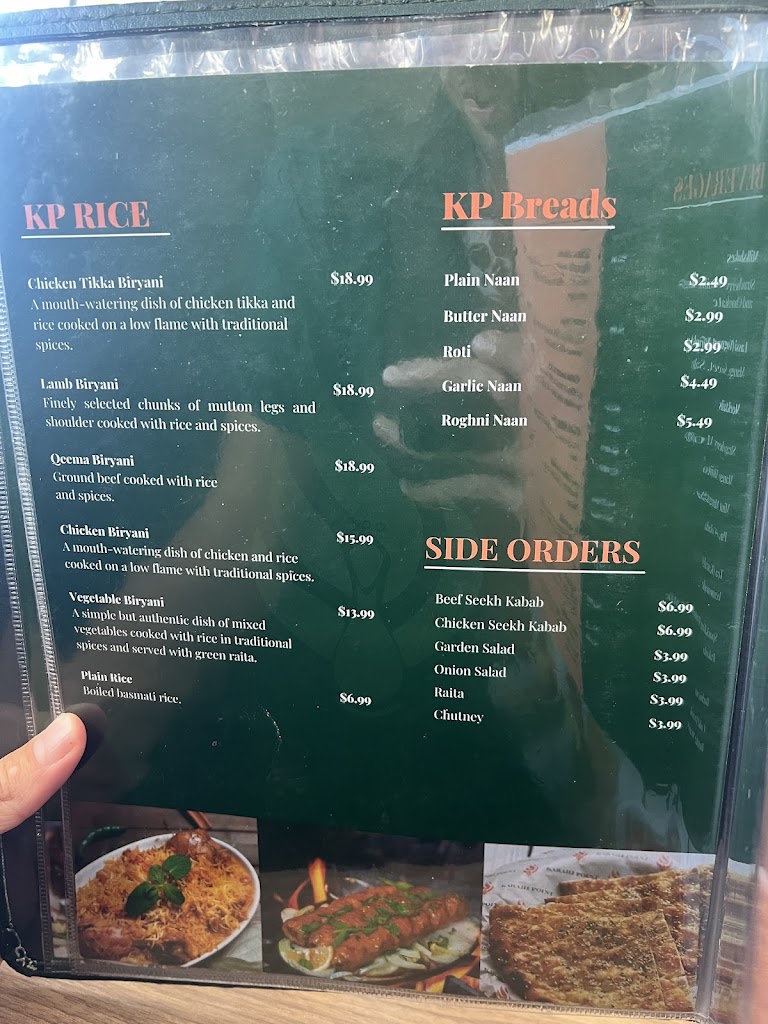 KP RICE
Chicken Tikka Biryani $18.99
A mouth-watering dish of chicken tikka and
rice cooked on a low flame with traditional
spices.
Lamb Biryani $18.99
Finely selected chunks of mutton legs and
shoulder cooked with rice and spices.
Qeema Biryani $18.99
Ground beef cooked with rice
and spices.
Chicken Biryani $15.99
A mouth-watering dish of chicken and rice
cooked on a low flame with traditional spices.
Vegetable Biryani $13.99
A simple but authentic dish of mixed
vegetables cooked with rice in traditional
spices and served with green raita.
Plain Rice
Boiled basmati rice. $6.99
KP Breads
Plain Naan $2.49
Butter Naan $2.99
Roti $2.99
Garlic Naan $4.49
Roghni Naan $5.49
SIDE ORDERS
Beef Seekh Kabab $6.99
Chicken Seekh Kabab $6.99
Garden Salad $3.99
Onion Salad $3.99
Raita $3.99
Chutney $3.99
BEVERAGES
KARAHI POINT
KARAHI POINT